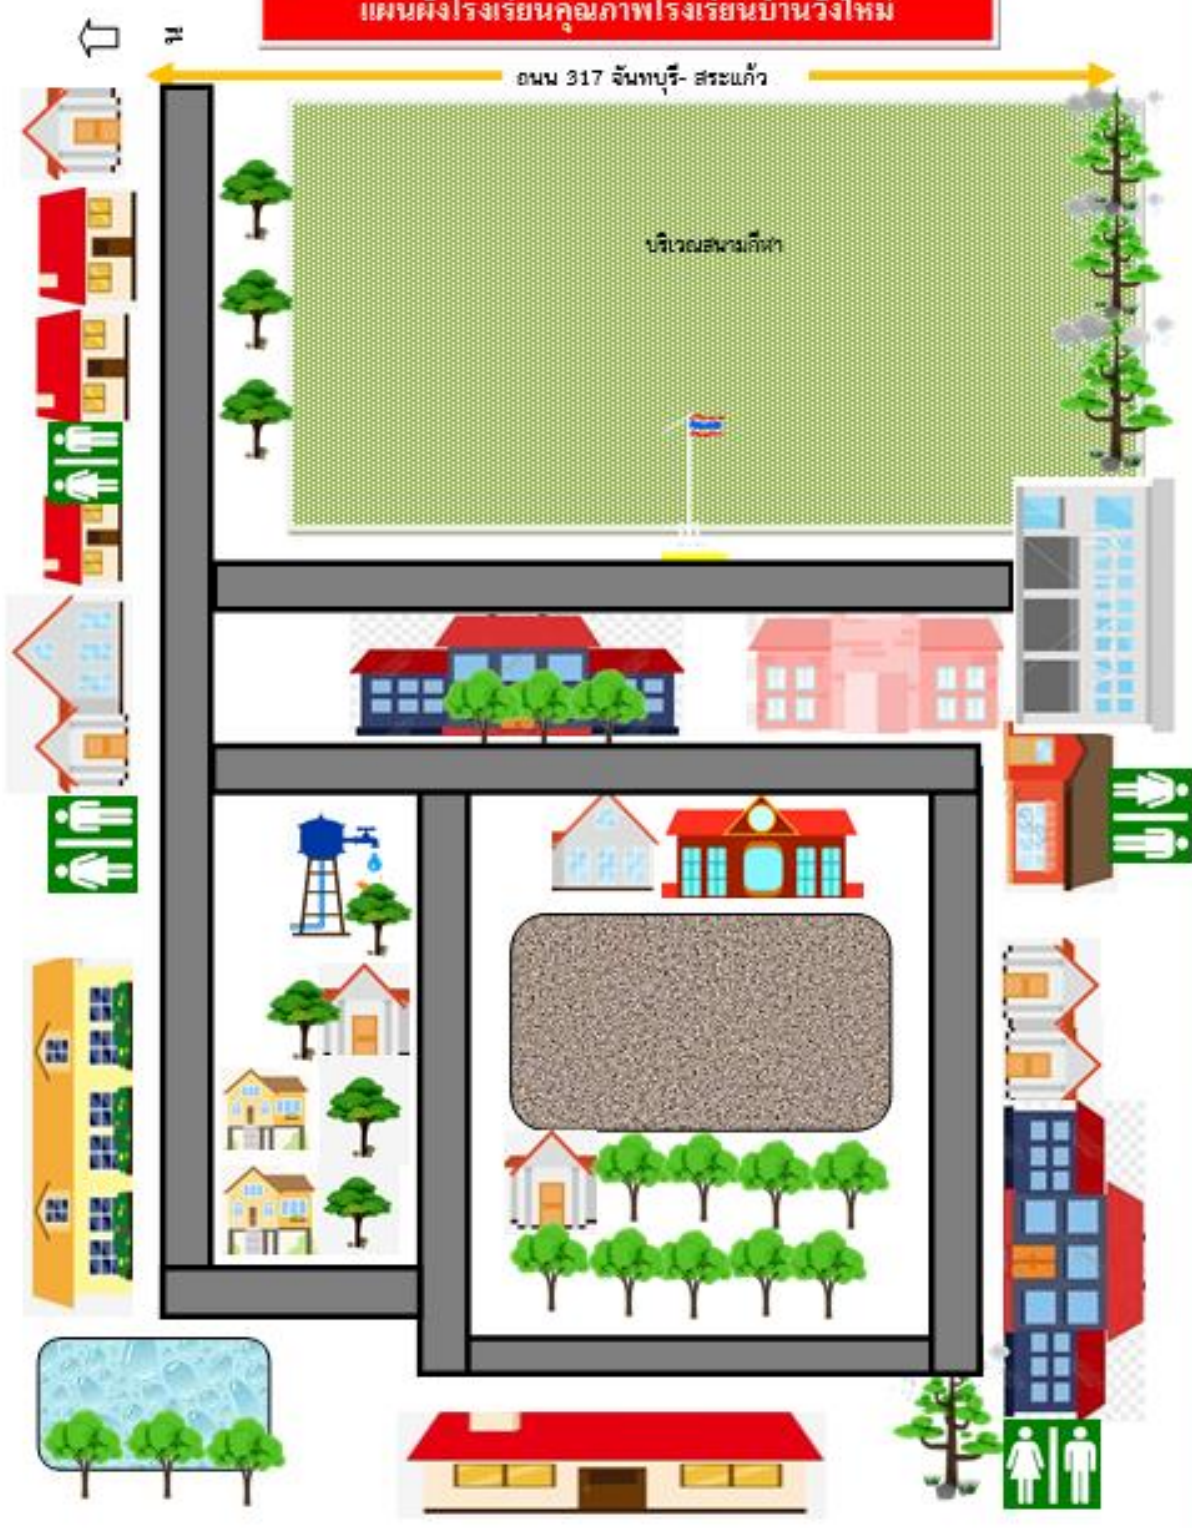 แผนผังโรงเรียนคุณภาพโรงเรียนบ้านวังใหม่
น
ถนน 317 จันทบุรี- สระแก้ว
บริเวณสนามกีฬา